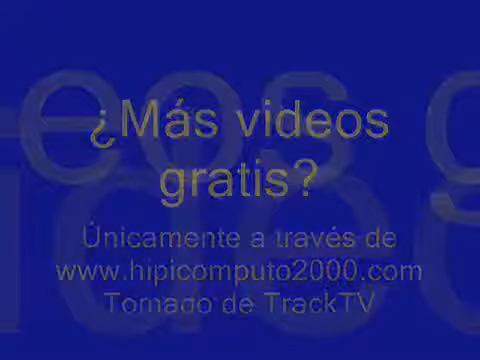 ¿Más videos
gratis?
Únicamente a través de
www.hipicomputo2000.com
Tomado de TrackTV